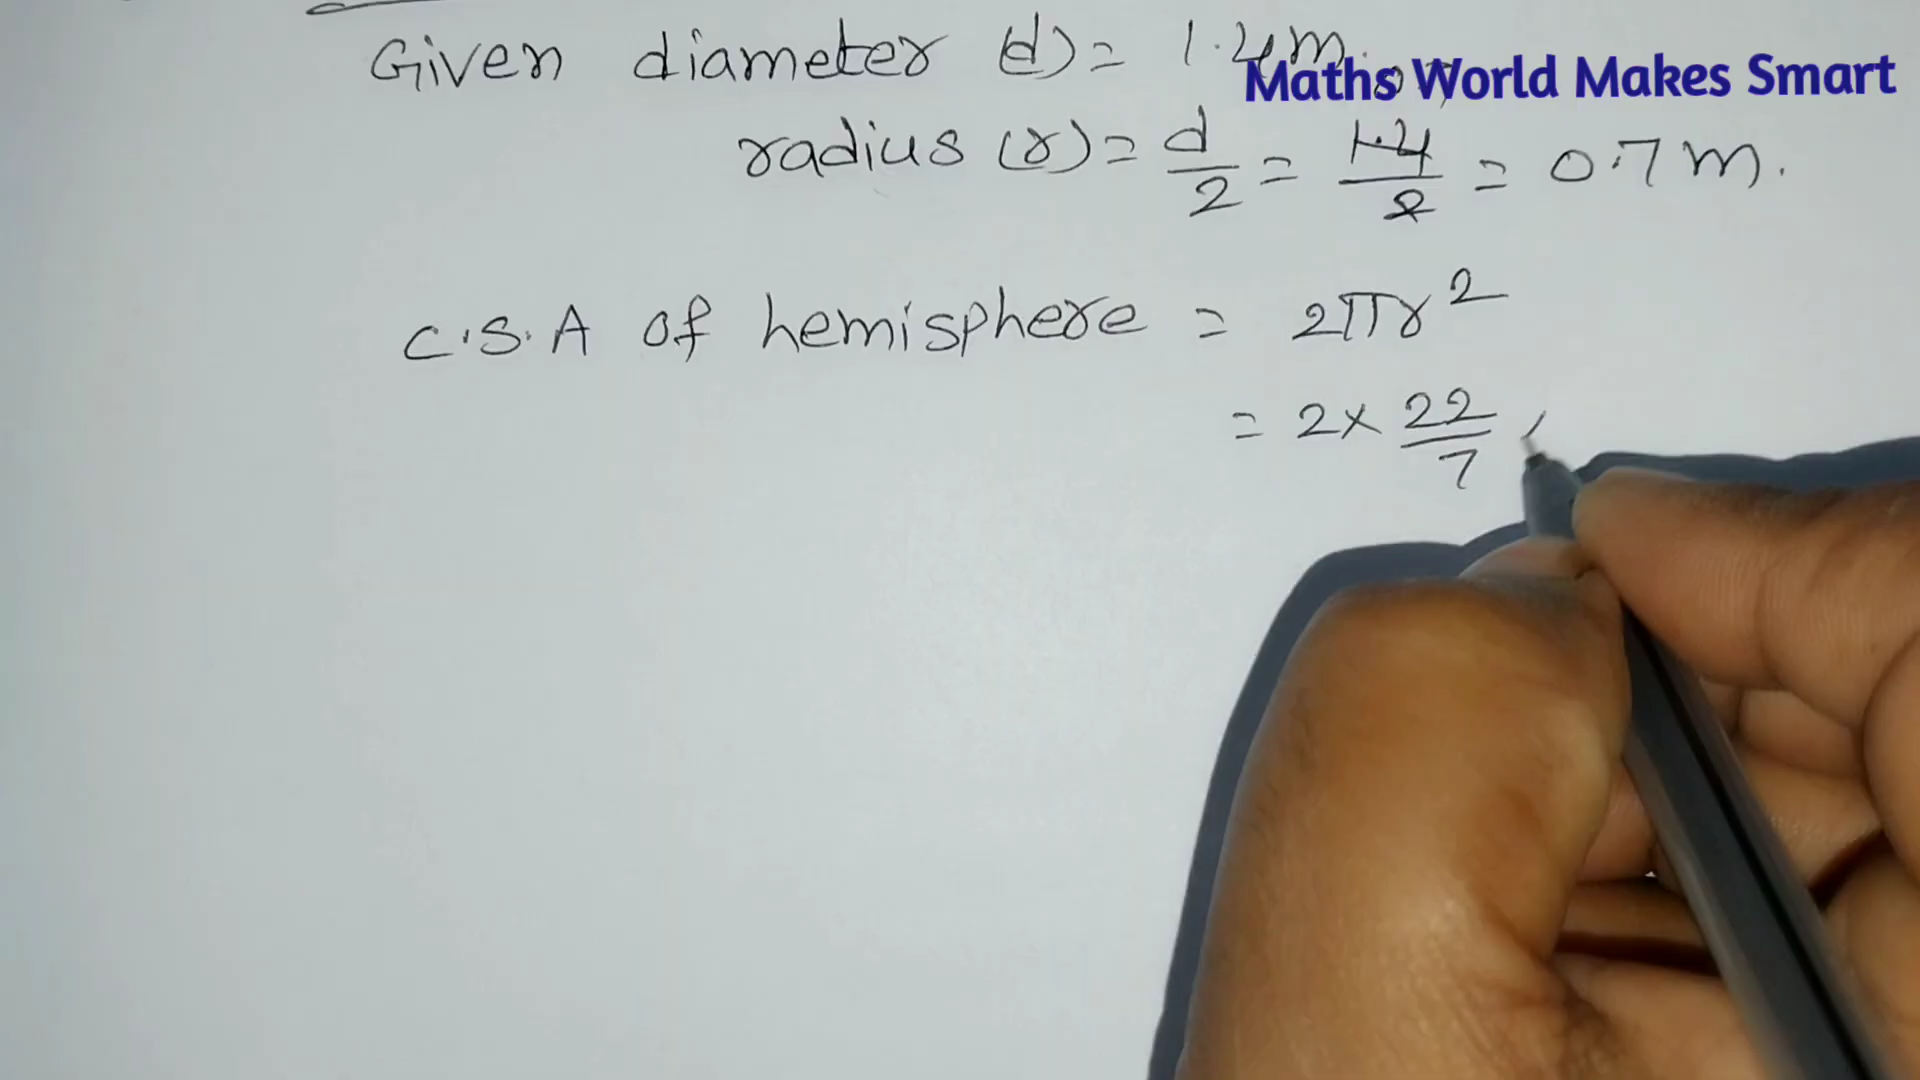 Given diameter (d) = 1.4m.
Maths World Makes Smart
radius (r) = d/2 = 1.4/2 = 0.7 m.
C.S.A of hemisphere = 2πr²
= 2 × 22/7